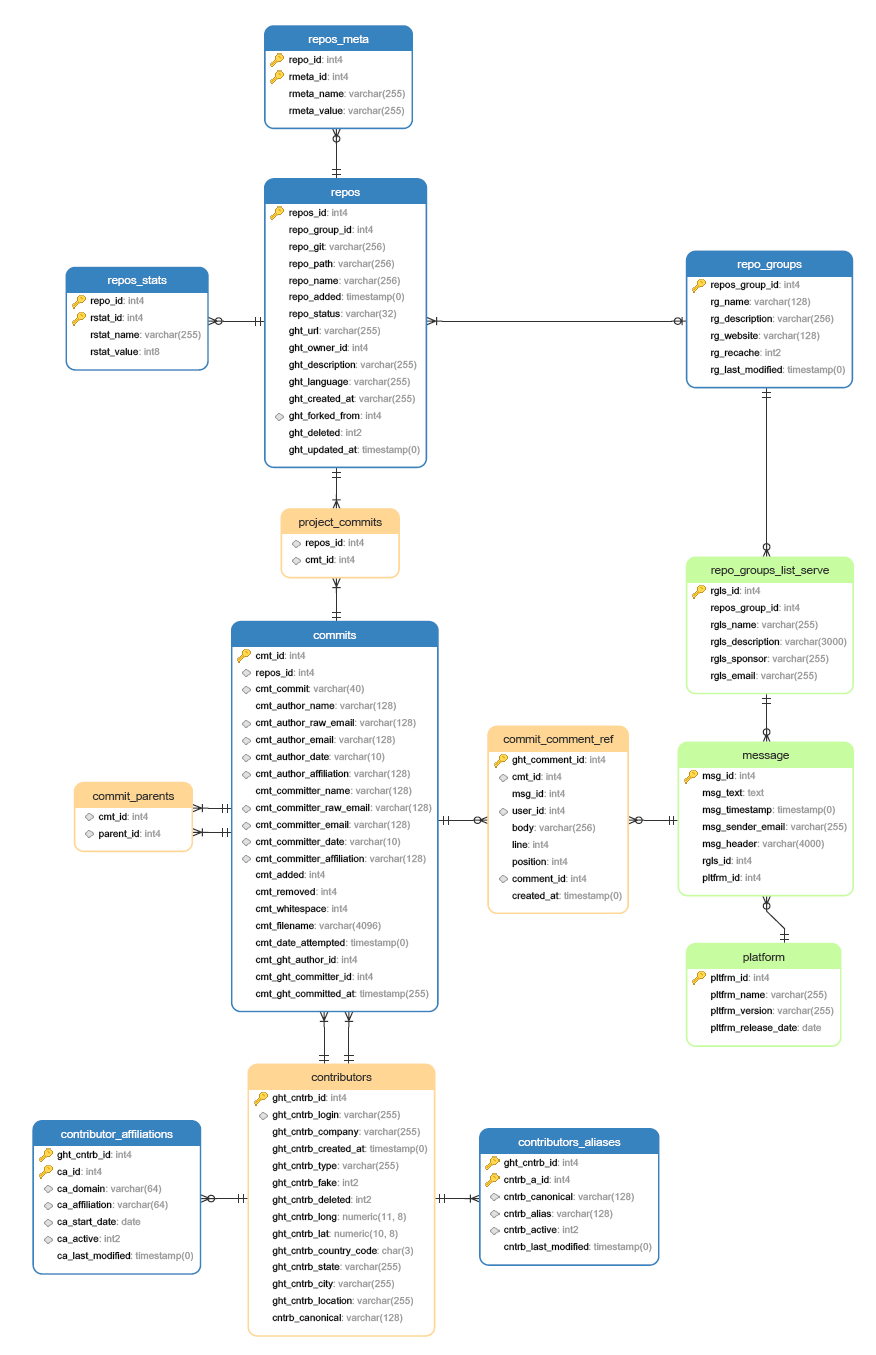 repos_meta
repo_id: int4
rmeta_id: int4
rmeta_name: varchar(255)
rmeta_value: varchar(255)
repos
repos_id: int4
repo_group_id: int4
repo_git: varchar(256)
repo_path: varchar(256)
repo_name: varchar(256)
repo_added: timestamp(0)
repo_status: varchar(32)
ght_url: varchar(255)
ght_owner_id: int4
ght_description: varchar(255)
ght_language: varchar(255)
ght_created_at: varchar(255)
ght_forked_from: int4
ght_deleted: int2
ght_updated_at: timestamp(0)
repos_stats
repo_id: int4
rstat_id: int4
rstat_name: varchar(255)
rstat_value: int8
repo_groups
repos_group_id: int4
rg_name: varchar(128)
rg_description: varchar(256)
rg_website: varchar(128)
rg_recache: int2
rg_last_modified: timestamp(0)
project_commits
repos_id: int4
cmt_id: int4
repo_groups_list_serve
rgls_id: int4
repos_group_id: int4
rgls_name: varchar(255)
rgls_description: varchar(3000)
rgls_sponsor: varchar(255)
rgls_email: varchar(255)
commits
cmt_id: int4
repos_id: int4
cmt_commit: varchar(40)
cmt_author_name: varchar(128)
cmt_author_raw_email: varchar(128)
cmt_author_email: varchar(128)
cmt_author_date: varchar(10)
cmt_author_affiliation: varchar(128)
cmt_committer_name: varchar(128)
cmt_committer_raw_email: varchar(128)
cmt_committer_email: varchar(128)
cmt_committer_date: varchar(10)
cmt_committer_affiliation: varchar(128)
cmt_added: int4
cmt_removed: int4
cmt_whitespace: int4
cmt_filename: varchar(4096)
cmt_date_attempted: timestamp(0)
cmt_ght_author_id: int4
cmt_ght_committer_id: int4
cmt_ght_committed_at: timestamp(255)
commit_parents
cmt_id: int4
parent_id: int4
commit_comment_ref
ght_comment_id: int4
cmt_id: int4
msg_id: int4
user_id: int4
body: varchar(256)
line: int4
position: int4
comment_id: int4
created_at: timestamp(0)
message
msg_id: int4
msg_text: text
msg_timestamp: timestamp(0)
msg_sender_email: varchar(255)
msg_header: varchar(4000)
rgls_id: int4
pltfrm_id: int4
platform
pltfrm_id: int4
pltfrm_name: varchar(255)
pltfrm_version: varchar(255)
pltfrm_release_date: date
contributors
ght_cntrb_id: int4
ght_cntrb_login: varchar(255)
ght_cntrb_company: varchar(255)
ght_cntrb_created_at: timestamp(0)
ght_cntrb_type: varchar(255)
ght_cntrb_fake: int2
ght_cntrb_deleted: int2
ght_cntrb_long: numeric(11, 8)
ght_cntrb_lat: numeric(10, 8)
ght_cntrb_country_code: char(3)
ght_cntrb_state: varchar(255)
ght_cntrb_city: varchar(255)
ght_cntrb_location: varchar(255)
cntrb_canonical: varchar(128)
contributor_affiliations
ght_cntrb_id: int4
ca_id: int4
ca_domain: varchar(64)
ca_affiliation: varchar(64)
ca_start_date: date
ca_active: int2
ca_last_modified: timestamp(0)
contributors_aliases
ght_cntrb_id: int4
cntrb_a_id: int4
cntrb_canonical: varchar(128)
cntrb_alias: varchar(128)
cntrb_active: int2
cntrb_last_modified: timestamp(0)